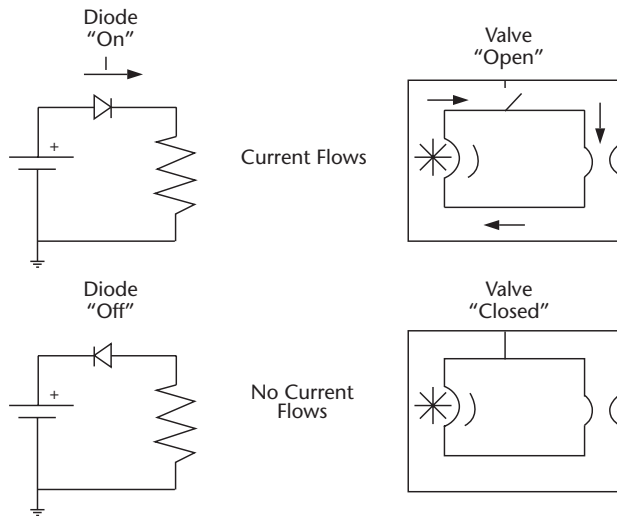 Diode
“On”
I
+
Current Flows
Valve
“Open”
Diode
“Off”
+
No Current
Flows
Valve
“Closed”